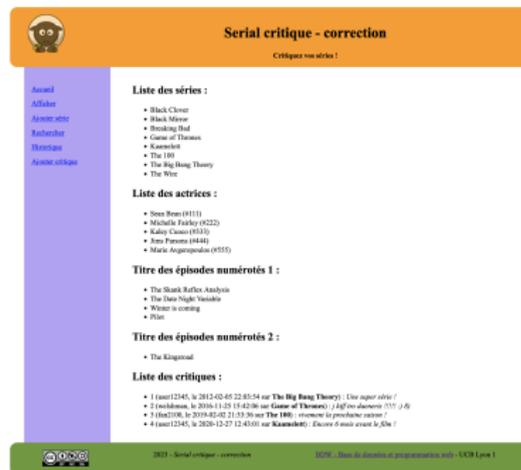 Serial critique - correction
Critiquez vos séries !
Accueil
Afficher
Ajouter série
Rechercher
Historique
Ajouter critique
Liste des séries :
Black Clover
Black Mirror
Breaking Bad
Game of Thrones
Kaamelott
The 100
The Big Bang Theory
The Wire
Liste des actrices :
Sean Bean (#111)
Michelle Fairley (#222)
Kaley Cuoco (#333)
Jims Parsons (#444)
Marie Avgeropoulos (#555)
Titre des épisodes numérotés 1 :
The Skank Reflex Analysis
The Date Night Variable
Winter is coming
Pilot
Titre des épisodes numérotés 2 :
The Kingsroad
Liste des critiques :
1 (user12345, le 2012-02-05 22:03:54 sur The Big Bang Theory) : Une super série !
2 (le 2016-11-25 15:42:06 sur Game of Thrones) : j kiff tro daeneris !!!!! :) 8)
3 (fan2100, le 2019-02-02 21:53:36 sur The 100) : vivement la prochaine saison !
4 (user12345, le 2020-12-27 12:43:01 sur Kaamelott) : Encore 6 mois avant le film !
2023 - Serial critique - correction
BDW - Base de données et programmation web - UCB Lyon 1